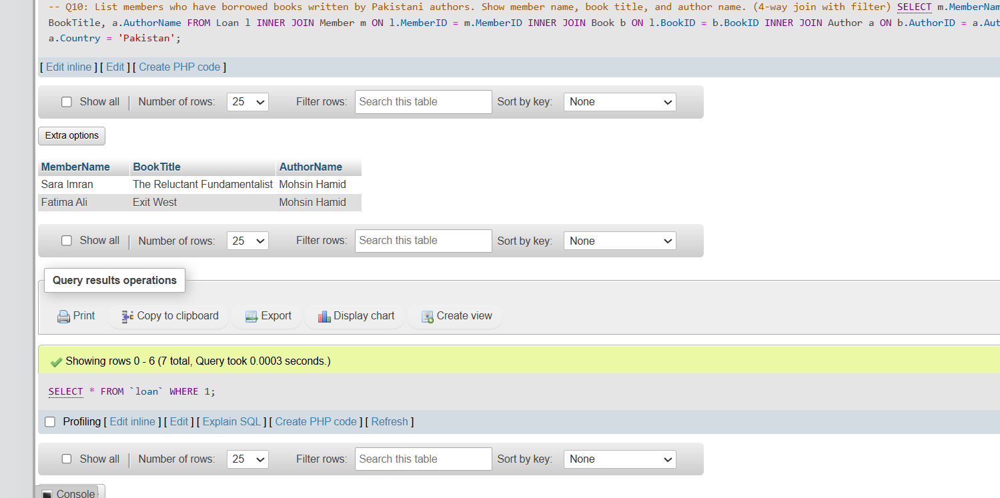 -- Q10: List members who have borrowed books written by Pakistani authors. Show member name, book title, and author name. (4-way join with filter) SELECT m.MemberNam
BookTitle, a.AuthorName FROM Loan l INNER JOIN Member m ON l.MemberID = m.MemberID INNER JOIN Book b ON l.BookID = b.BookID INNER JOIN Author a ON b.AuthorID = a.Aut
a.Country = 'Pakistan';
[ Edit inline ] [ Edit ] [ Create PHP code ]
Show all | Number of rows: 25 Filter rows: Search this table Sort by key: None
Extra options
MemberName BookTitle AuthorName
Sara Imran The Reluctant Fundamentalist Mohsin Hamid
Fatima Ali Exit West Mohsin Hamid
Show all | Number of rows: 25 Filter rows: Search this table Sort by key: None
Query results operations
Print Copy to clipboard Export Display chart Create view
Showing rows 0 - 6 (7 total, Query took 0.0003 seconds.)
SELECT * FROM `loan` WHERE 1;
Profiling [ Edit inline ] [ Edit ] [ Explain SQL ] [ Create PHP code ] [ Refresh ]
Show all | Number of rows: 25 Filter rows: Search this table Sort by key: None
Console